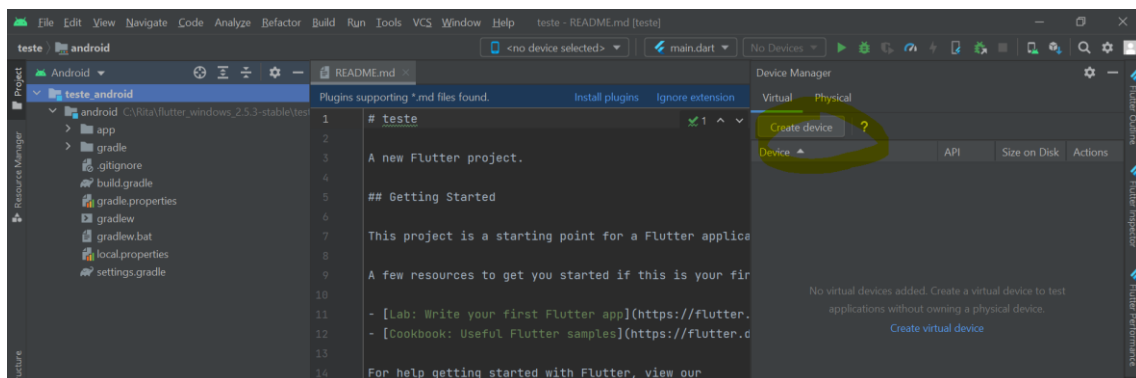 File Edit View Navigate Code Analyze Refactor Build Run Tools VCS Window Help teste - README.md [teste]
teste android <no device selected> main.dart No Devices
Project
Resource Manager
Android
teste_android
android C:\Rita\flutter_windows_2.5.3-stable\test
app
gradle
.gitignore
build.gradle
gradle.properties
gradlew
gradlew.bat
local.properties
settings.gradle
README.md
Plugins supporting *.md files found. Install plugins Ignore extension
1 # teste 1
2
3 A new Flutter project.
4
5 ## Getting Started
6
7 This project is a starting point for a Flutter applica
8
9 A few resources to get you started if this is your fir
10
11 - [Lab: Write your first Flutter app](https://flutter.
12 - [Cookbook: Useful Flutter samples](https://flutter.d
13
14 For help getting started with Flutter, view our
Device Manager
Virtual Physical
Create device ?
Device API Size on Disk Actions
No virtual devices added. Create a virtual device to test
applications without owning a physical device.
Create virtual device
Flutter Outline
Flutter Inspector
Flutter Performance